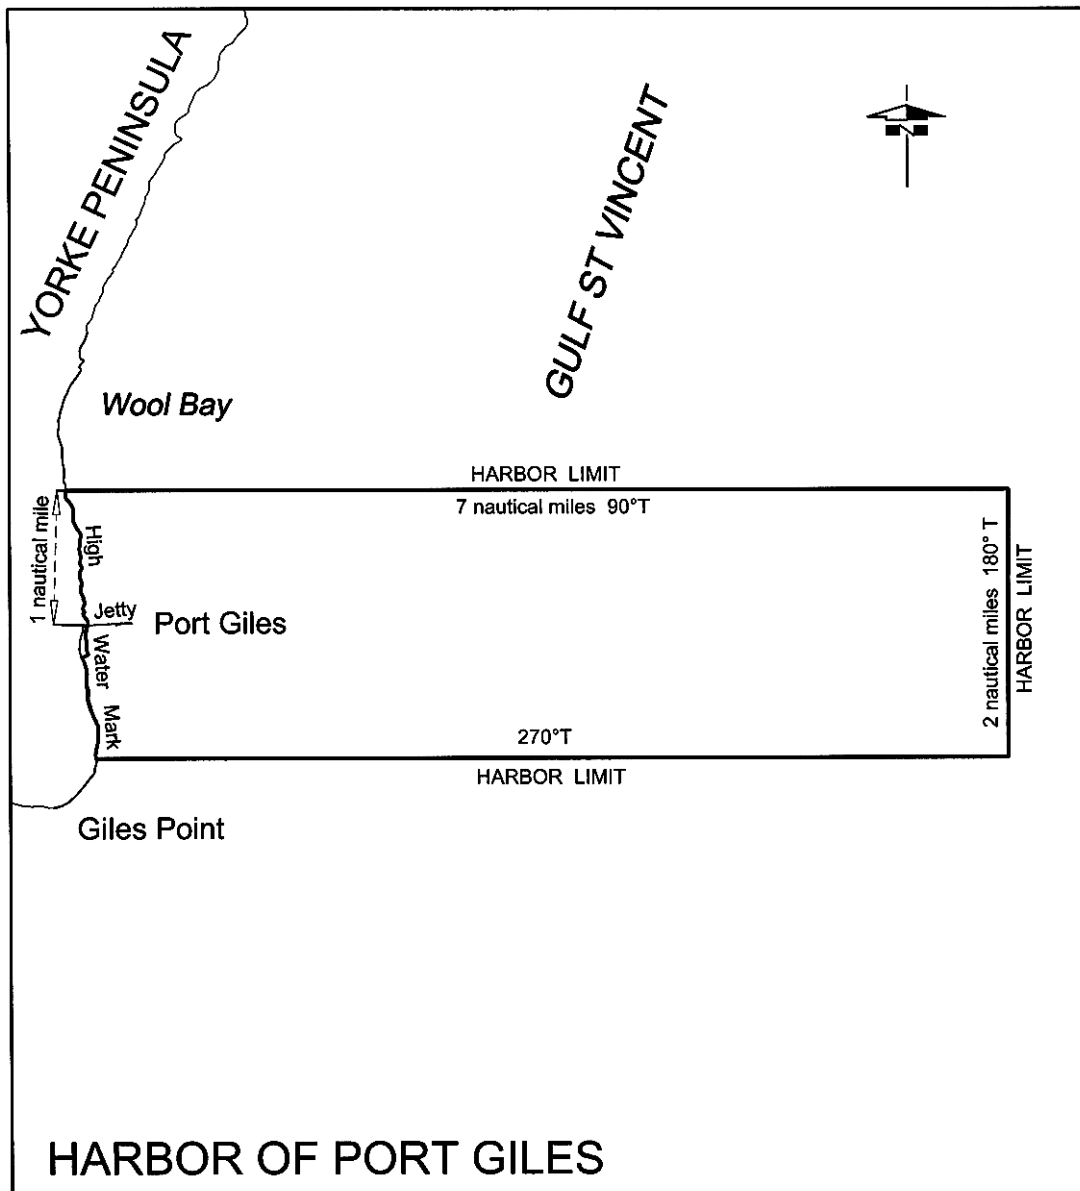 YORKE PENINSULA
GULF ST VINCENT
N
Wool Bay
HARBOR LIMIT
7 nautical miles 90°T
1 nautical mile
High
Jetty
Port Giles
Water
Mark
2 nautical miles 180° T
HARBOR LIMIT
270°T
HARBOR LIMIT
Giles Point
HARBOR OF PORT GILES